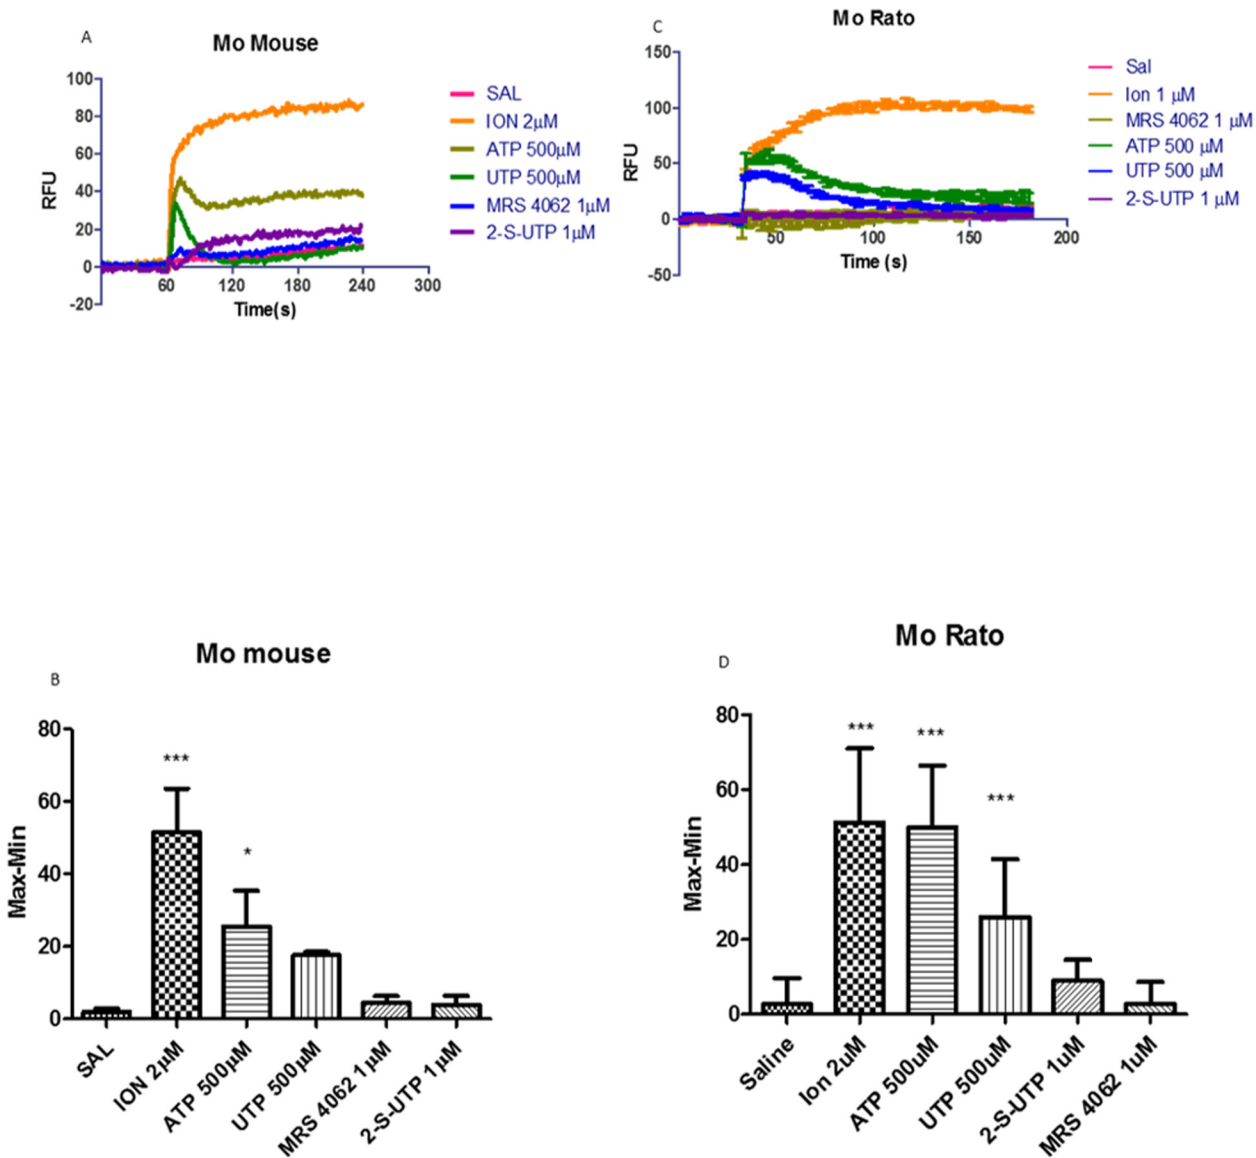 A
Mo Mouse
RFU
100
80
60
40
20
0
-20
60
120
180
240
300
Time(s)
SAL
ION 2μM
ATP 500μM
UTP 500μM
MRS 4062 1μM
2-S-UTP 1μM
C
Mo Rato
RFU
150
100
50
0
-50
50
100
150
200
Time (s)
Sal
Ion 1 μM
MRS 4062 1 μM
ATP 500 μM
UTP 500 μM
2-S-UTP 1 μM
Mo mouse
B
Max-Min
80
60
40
20
0
***
*
SAL
ION 2μM
ATP 500μM
UTP 500μM
MRS 4062 1μM
2-S-UTP 1μM
Mo Rato
D
Max-Min
80
60
40
20
0
***
***
***
Saline
Ion 2uM
ATP 500uM
UTP 500uM
2-S-UTP 1uM
MRS 4062 1uM